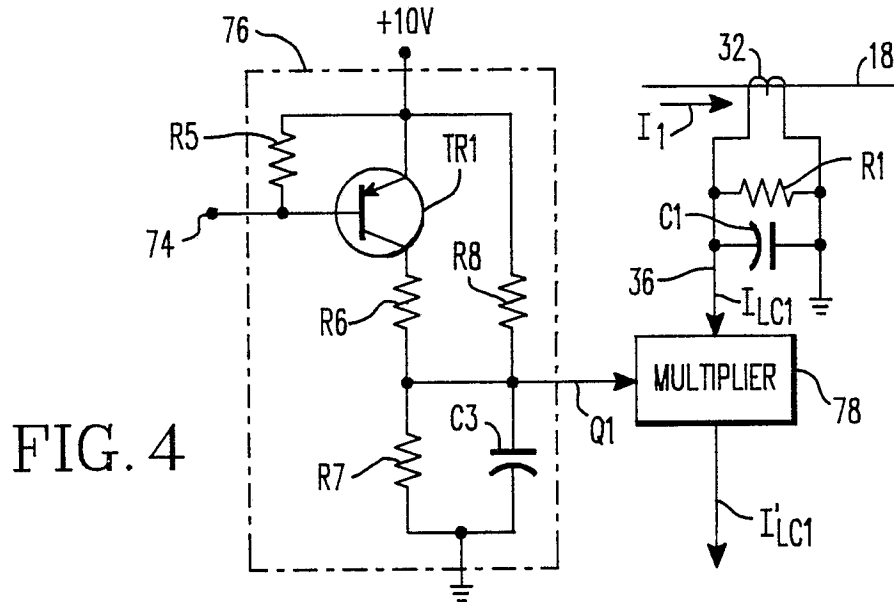 76
+10V
32
18
R5
TR1
I1
R1
C1
74
R8
36
R6
ILC1
MULTIPLIER
78
Q1
C3
FIG. 4
R7
I'LC1